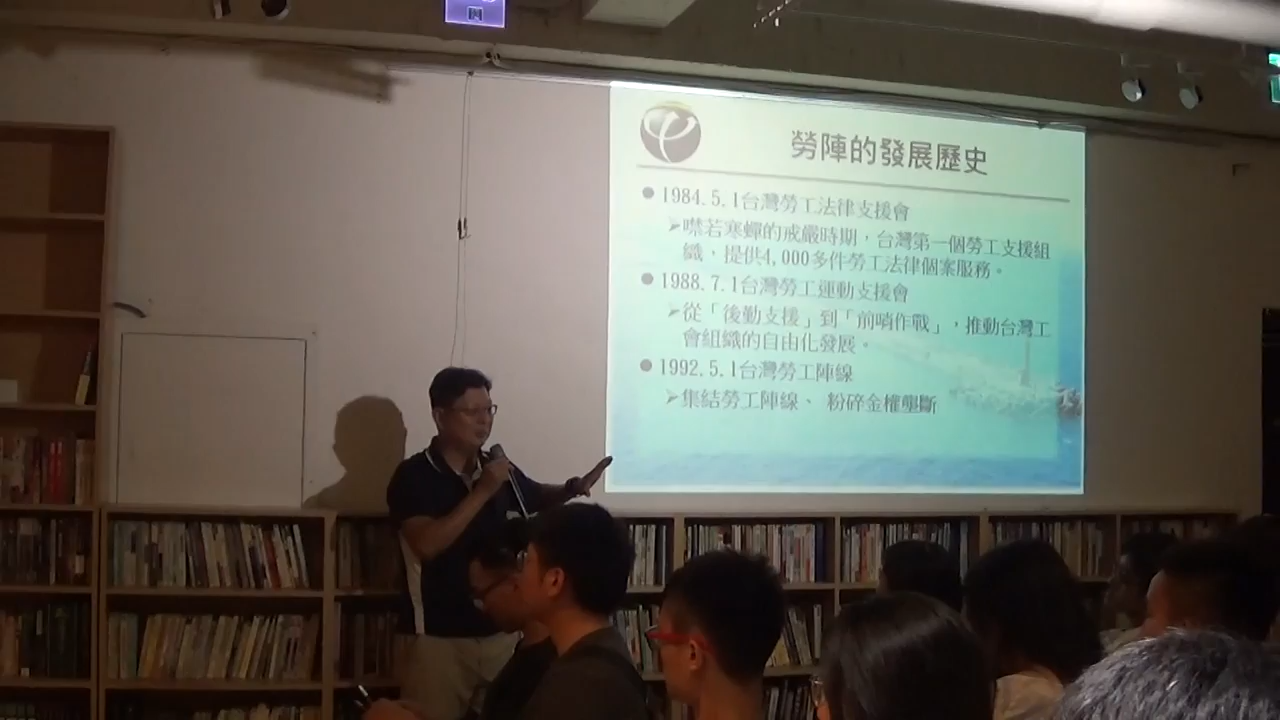 勞陣的發展歷史
●1984.5.1台灣勞工法律支援會
➢噤若寒蟬的戒嚴時期，台灣第一個勞工支援組
織，提供4,000多件勞工法律個案服務。
●1988.7.1台灣勞工運動支援會
➢從「後勤支援」到「前哨作戰」，推動台灣工
會組織的自由化發展。
●1992.5.1台灣勞工陣線
➢集結勞工陣線、 粉碎金權壟斷